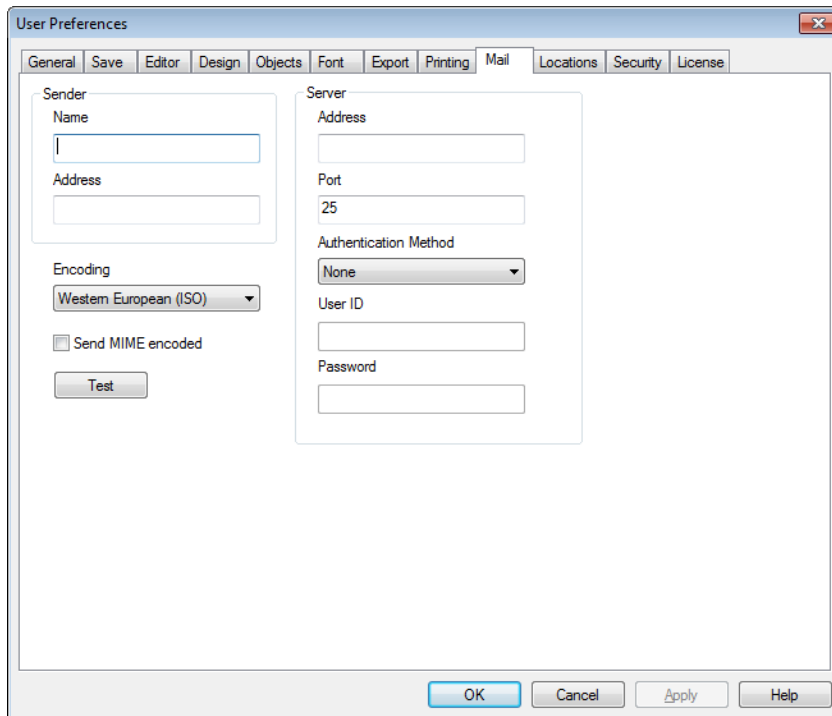 User Preferences
General Save Editor Design Objects Font Export Printing Mail Locations Security License
Sender
Name
Address
Encoding
Western European (ISO)
Send MIME encoded
Test
Server
Address
Port
25
Authentication Method
None
User ID
Password
OK Cancel Apply Help